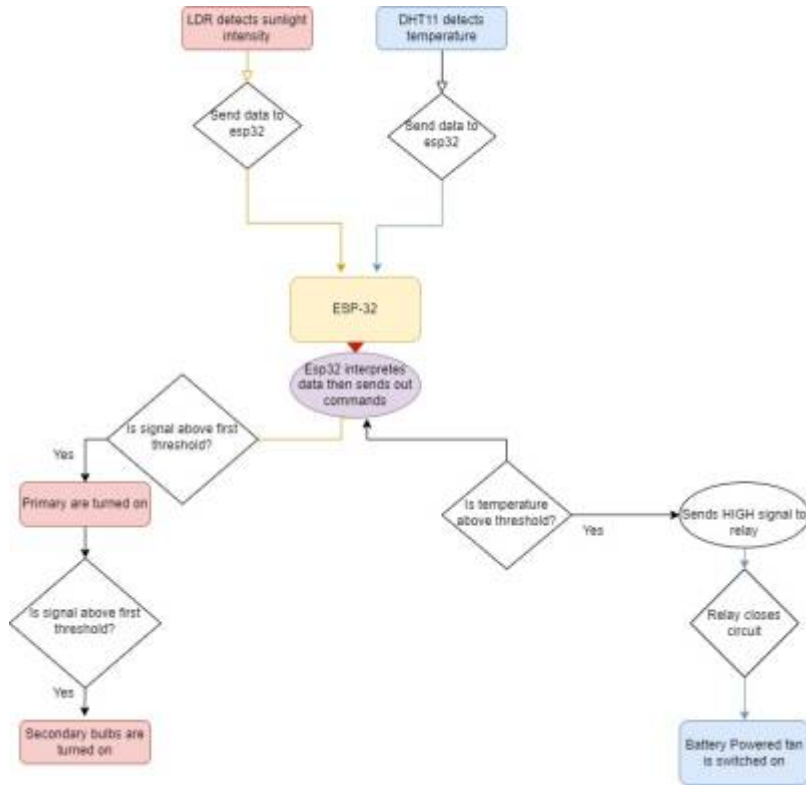 LDR detects sunlight
intensity
DHT11 detects
temperature
Send data to
esp32
Send data to
esp32
ESP-32
Esp32 interpretes
data then sends out
commands
Is signal above first
threshold?
Yes
Primary are turned on
Is temperature
above threshold?
Yes
Sends HIGH signal to
relay
Is signal above first
threshold?
Relay closes
circuit
Yes
Secondary bulbs are
turned on
Battery Powered fan
is switched on